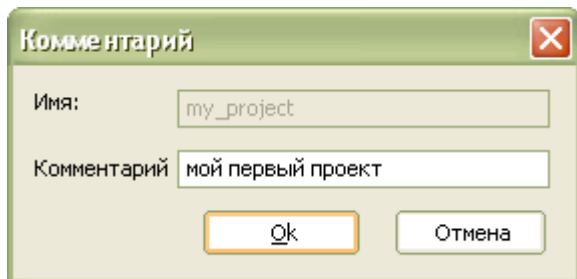 Комментарий
Имя: my_project
Комментарий мой первый проект
Ok Отмена